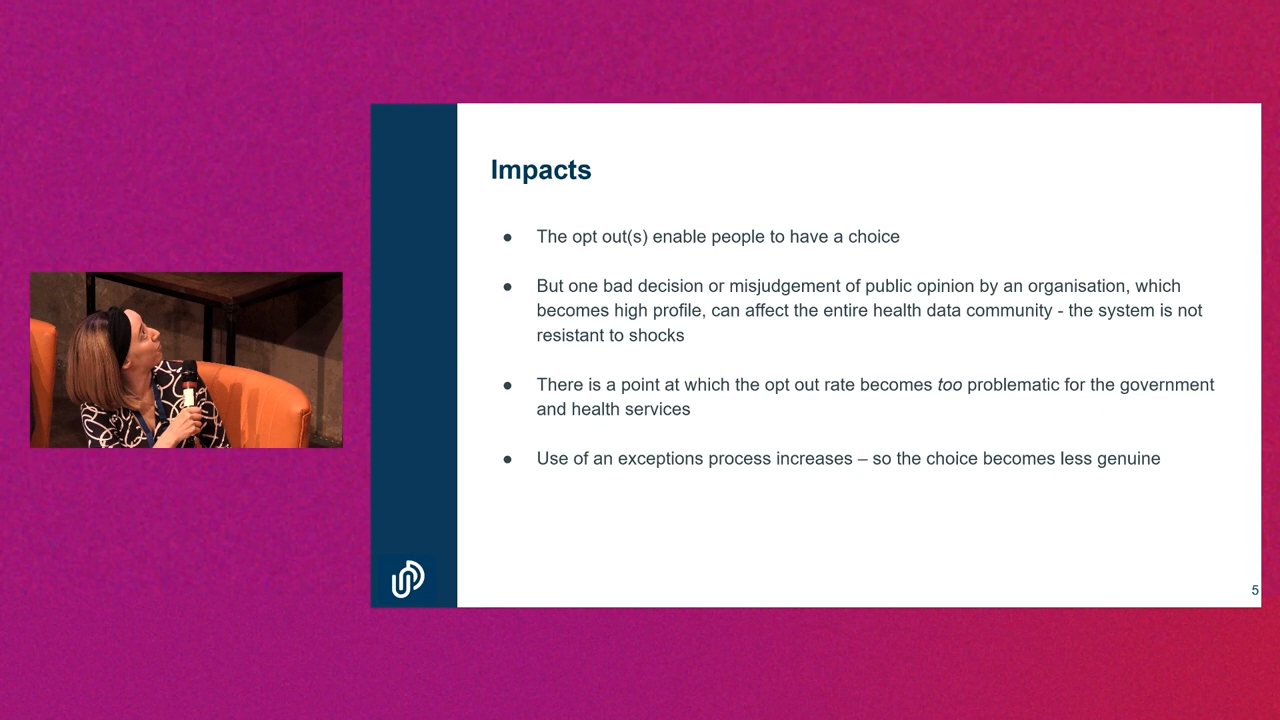 Impacts
● The opt out(s) enable people to have a choice
● But one bad decision or misjudgement of public opinion by an organisation, which
becomes high profile, can affect the entire health data community - the system is not
resistant to shocks
● There is a point at which the opt out rate becomes too problematic for the government
and health services
● Use of an exceptions process increases – so the choice becomes less genuine
5